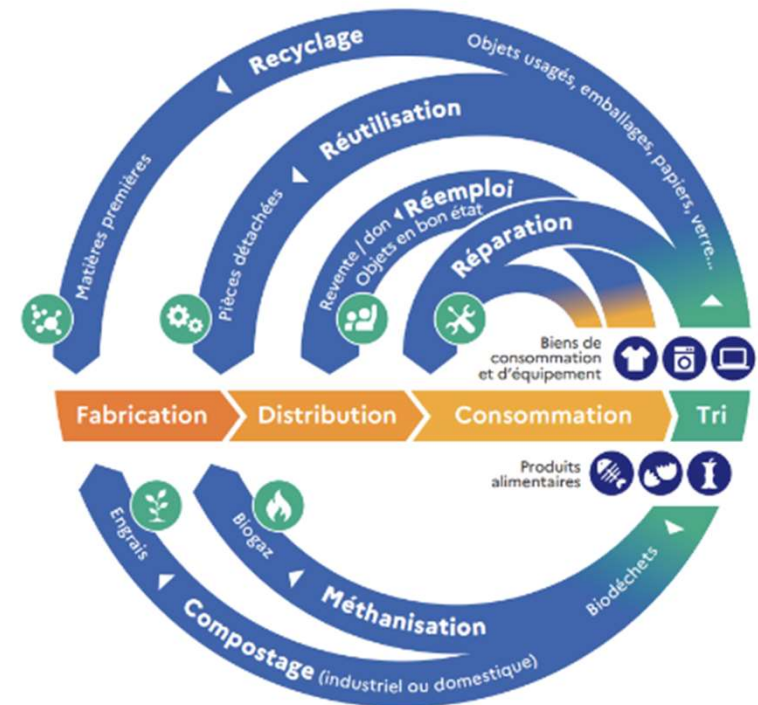 Recyclage
Objets usagés, emballages, papiers, verre...
Matières premières
Réutilisation
Pièces détachées
Réemploi
Revente / don
Objets en bon état
Réparation
Biens de
consommation
et d'équipement
Fabrication
Distribution
Consommation
Tri
Produits
alimentaires
Engrais
Biogaz
Biodéchets
Méthanisation
Compostage (industriel ou domestique)